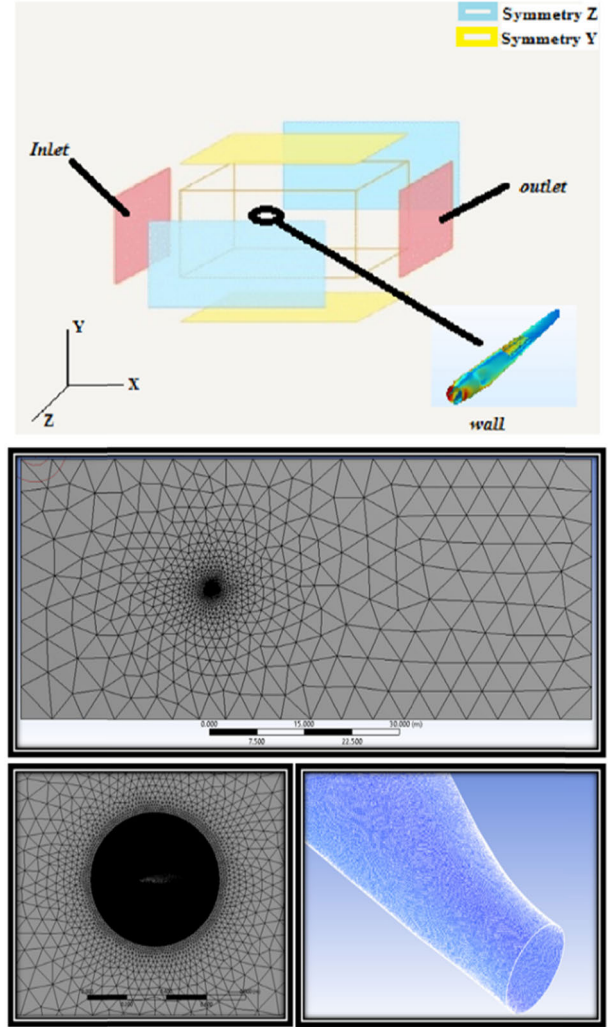 Symmetry Z
Symmetry Y
Inlet
outlet
Y
X
Z
wall
0.000 15.000 30.000 (m)
7.500 22.500